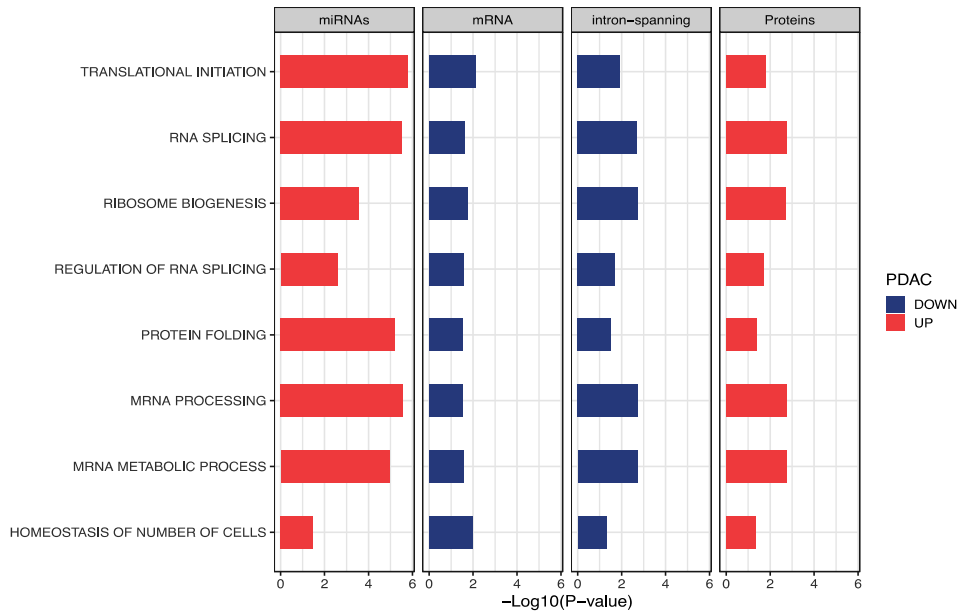 miRNAs mRNA intron-spanning Proteins
TRANSLATIONAL INITIATION
RNA SPLICING
RIBOSOME BIOGENESIS
REGULATION OF RNA SPLICING
PROTEIN FOLDING
MRNA PROCESSING
MRNA METABOLIC PROCESS
HOMEOSTASIS OF NUMBER OF CELLS
PDAC
DOWN
UP
0 2 4 6 0 2 4 6 0 2 4 6 0 2 4 6
-Log10(P-value)